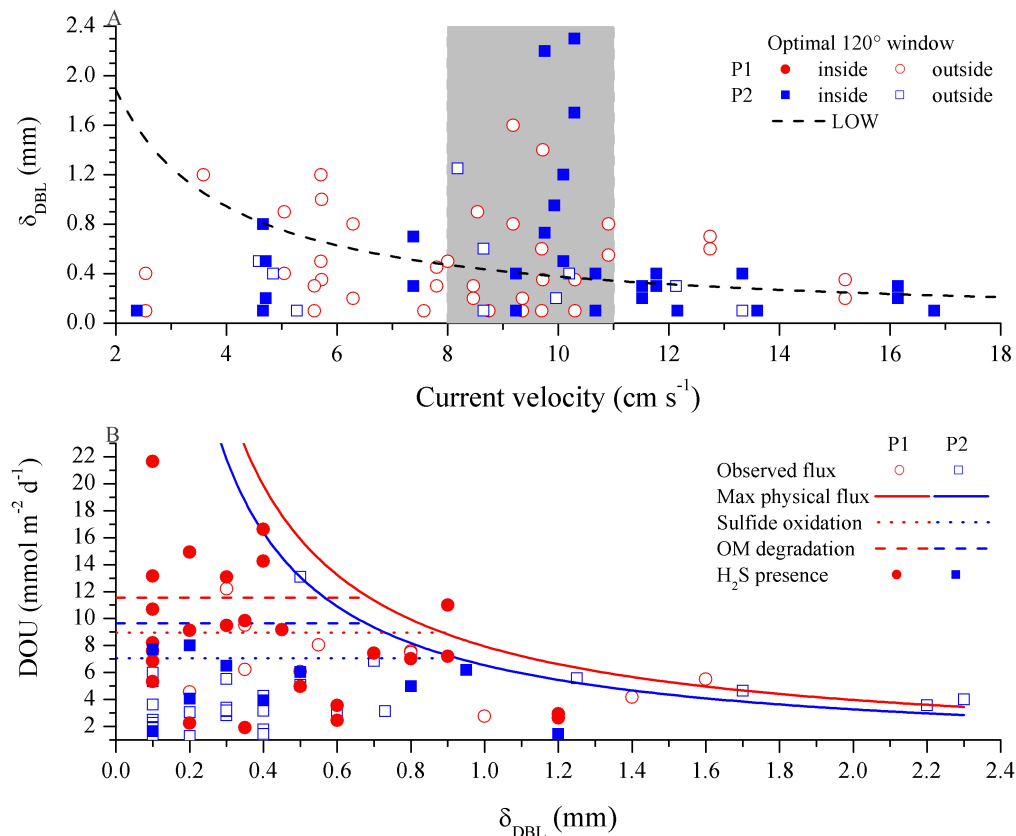 A
2.4
2.0
1.6
1.2
0.8
0.4
0.0
δDBL (mm)
Optimal 120° window
P1 inside outside
P2 inside outside
LOW
2 4 6 8 10 12 14 16 18
Current velocity (cm s⁻¹)
B
22
20
18
16
14
12
10
8
6
4
2
DOU (mmol m⁻² d⁻¹)
P1 P2
Observed flux
Max physical flux
Sulfide oxidation
OM degradation
H₂S presence
0.0 0.2 0.4 0.6 0.8 1.0 1.2 1.4 1.6 1.8 2.0 2.2 2.4
δDBL (mm)